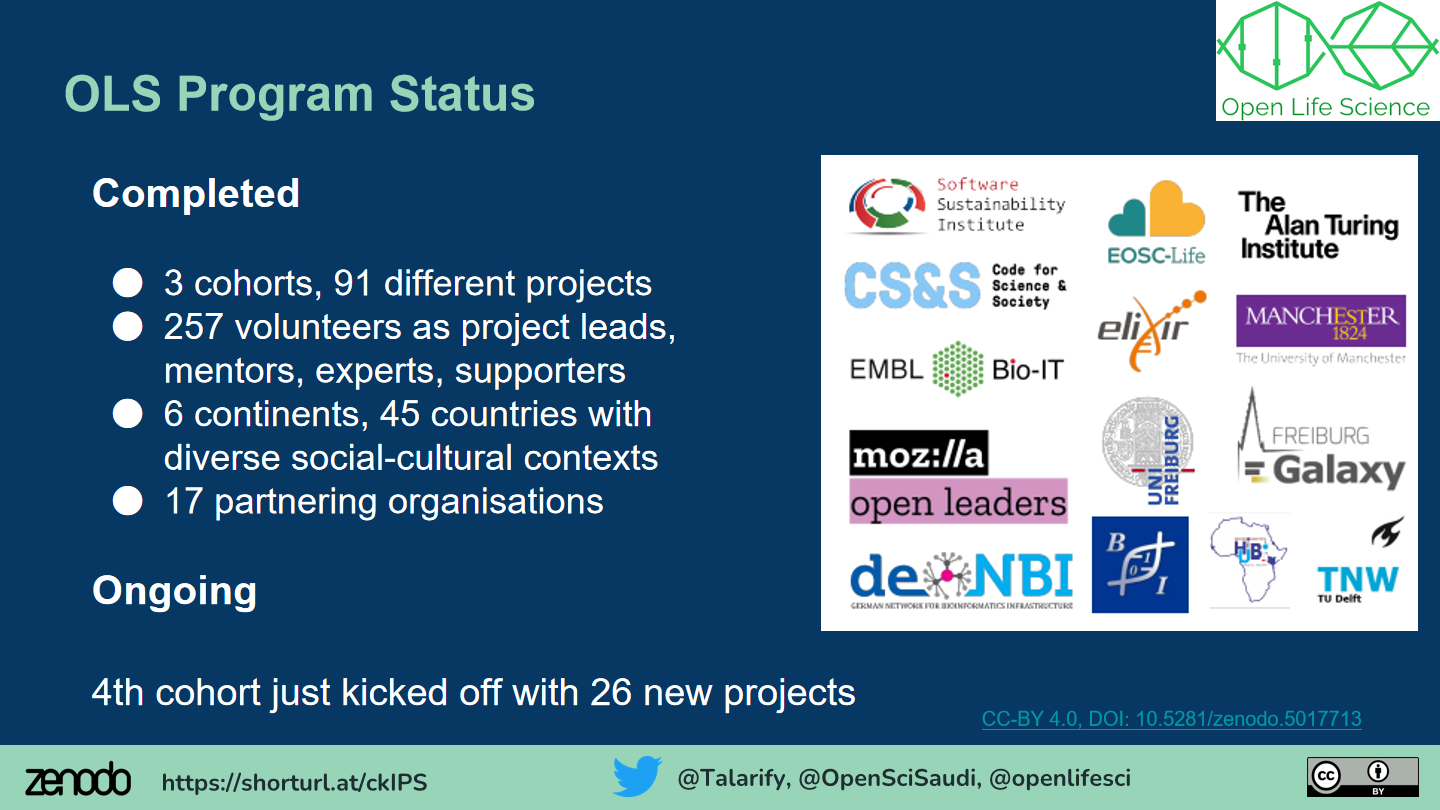 Open Life Science
OLS Program Status
Completed
● 3 cohorts, 91 different projects
● 257 volunteers as project leads,
mentors, experts, supporters
● 6 continents, 45 countries with
diverse social-cultural contexts
● 17 partnering organisations
Ongoing
4th cohort just kicked off with 26 new projects
Software
Sustainability
Institute
EOSC-Life
The
Alan Turing
Institute
CS&S
Code for
Science &
Society
elixir
MANCHESTER
1824
The University of Manchester
EMBL Bio-IT
moz://a
open leaders
UNI
FREIBURG
FREIBURG
Galaxy
de.NBI
GERMAN NETWORK FOR BIOINFORMATICS INFRASTRUCTURE
B
101
I
HUB
TNW
TU Delft
CC-BY 4.0, DOI: 10.5281/zenodo.5017713
zenodo
https://shorturl.at/ckIPS
@Talarify, @OpenSciSaudi, @openlifesci
cc
BY